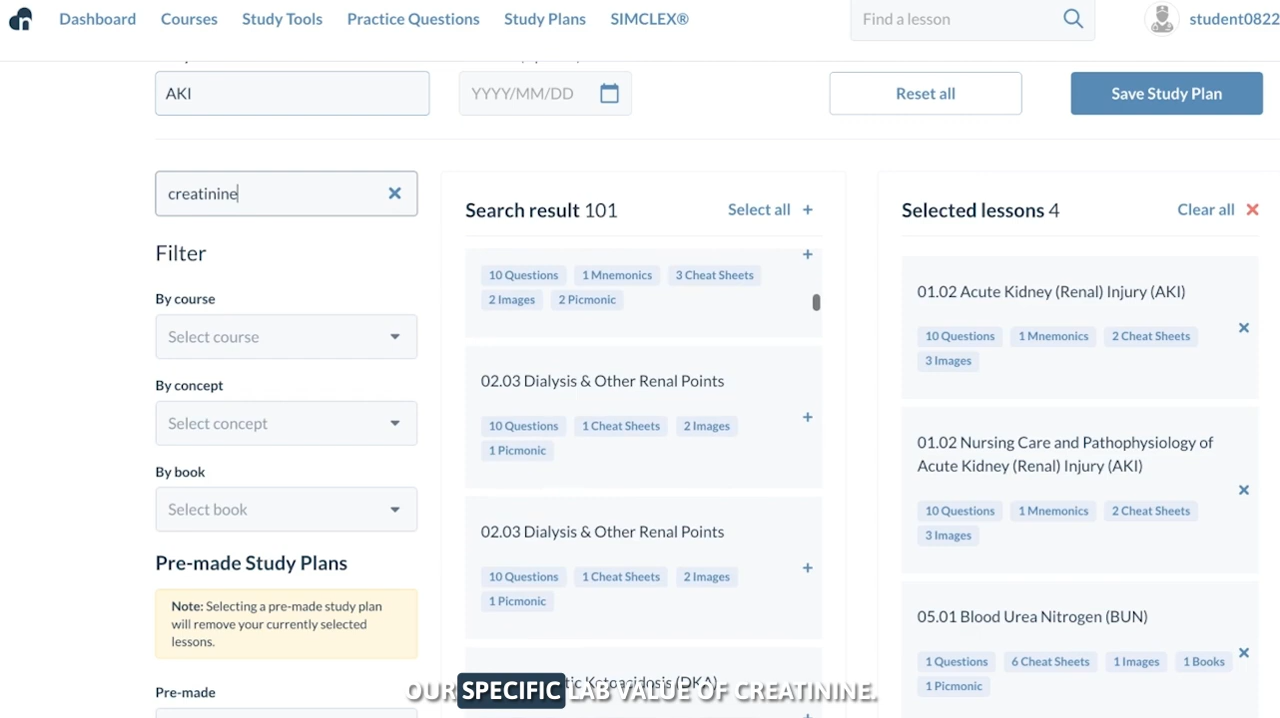 Dashboard
Courses
Study Tools
Practice Questions
Study Plans
SIMCLEX®
Find a lesson
student0822
AKI
YYYY/MM/DD
Reset all
Save Study Plan
creatinine
Filter
By course
Select course
By concept
Select concept
By book
Select book
Pre-made Study Plans
Note: Selecting a pre-made study plan
will remove your currently selected
lessons.
Pre-made
Search result 101
Select all +
10 Questions
1 Mnemonics
3 Cheat Sheets
2 Images
2 Picmonic
02.03 Dialysis & Other Renal Points
10 Questions
1 Cheat Sheets
2 Images
1 Picmonic
02.03 Dialysis & Other Renal Points
10 Questions
1 Cheat Sheets
2 Images
1 Picmonic
Ketoacidosis (DKA)
Selected lessons 4
Clear all
01.02 Acute Kidney (Renal) Injury (AKI)
10 Questions
1 Mnemonics
2 Cheat Sheets
3 Images
01.02 Nursing Care and Pathophysiology of
Acute Kidney (Renal) Injury (AKI)
10 Questions
1 Mnemonics
2 Cheat Sheets
3 Images
05.01 Blood Urea Nitrogen (BUN)
1 Questions
6 Cheat Sheets
1 Images
1 Books
1 Picmonic
OUR SPECIFIC LAB VALUE OF CREATININE.